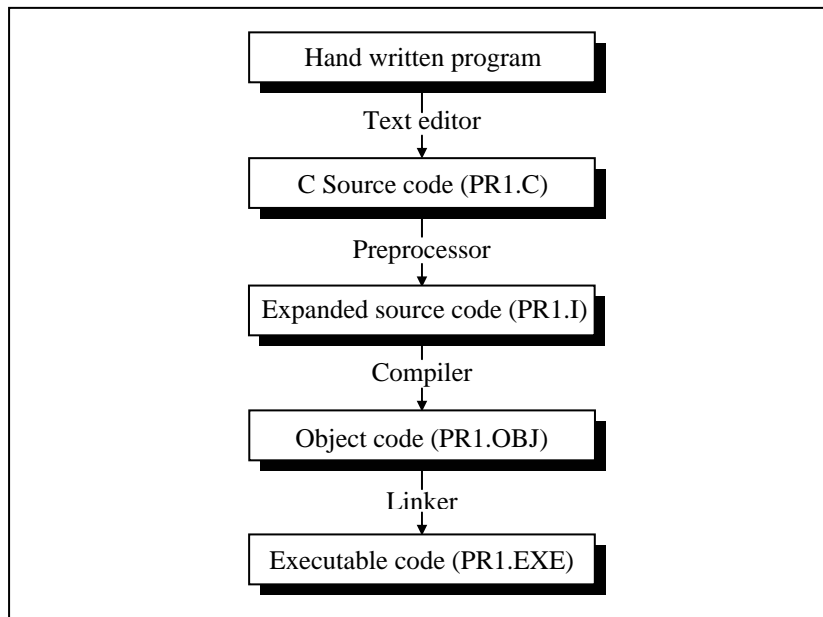 Hand written program
Text editor
C Source code (PR1.C)
Preprocessor
Expanded source code (PR1.I)
Compiler
Object code (PR1.OBJ)
Linker
Executable code (PR1.EXE)